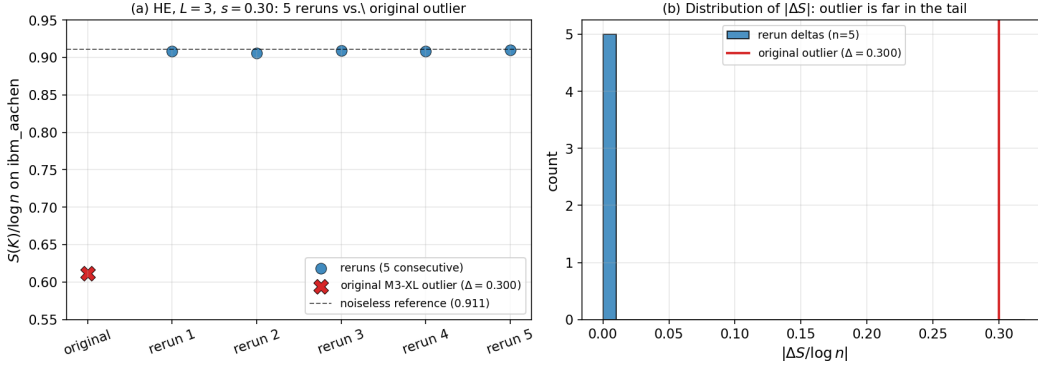 (a) HE, L = 3, s = 0.30: 5 reruns vs.\ original outlier
S(K)/log n on ibm_aachen
0.95
0.90
0.85
0.80
0.75
0.70
0.65
0.60
0.55
reruns (5 consecutive)
original M3-XL outlier (Δ = 0.300)
noiseless reference (0.911)
original
rerun 1
rerun 2
rerun 3
rerun 4
rerun 5
(b) Distribution of |ΔS|: outlier is far in the tail
count
5
4
3
2
1
0
rerun deltas (n=5)
original outlier (Δ = 0.300)
0.00
0.05
0.10
0.15
0.20
0.25
0.30
|ΔS/log n|